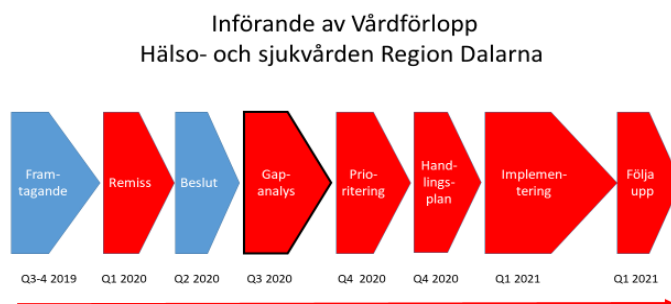 Införande av Vårdförlopp
Hälso- och sjukvården Region Dalarna
Fram-
tagande
Remiss
Beslut
Gap-
analys
Prio-
ritering
Hand-
lings-
plan
Implemen-
tering
Följa
upp
Q3-4 2019
Q1 2020
Q2 2020
Q3 2020
Q4 2020
Q4 2020
Q1 2021
Q1 2021